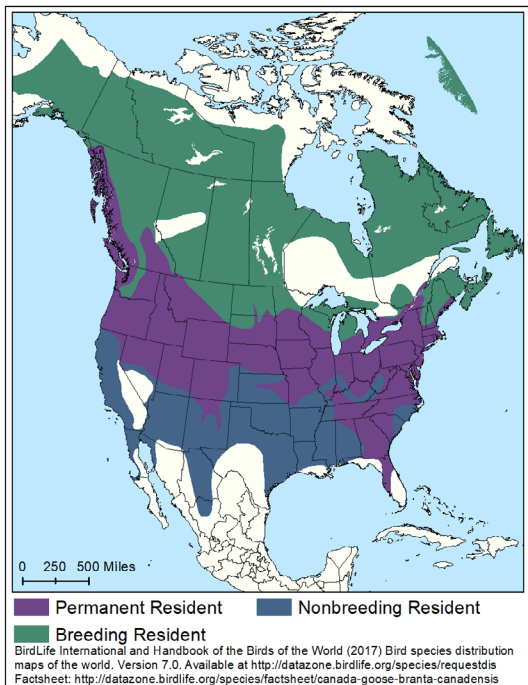 0 250 500 Miles
Permanent Resident Nonbreeding Resident
Breeding Resident
BirdLife International and Handbook of the Birds of the World (2017) Bird species distribution
maps of the world. Version 7.0. Available at http://datazone.birdlife.org/species/requestdis
Factsheet: http://datazone.birdlife.org/species/factsheet/canada-goose-branta-canadensis